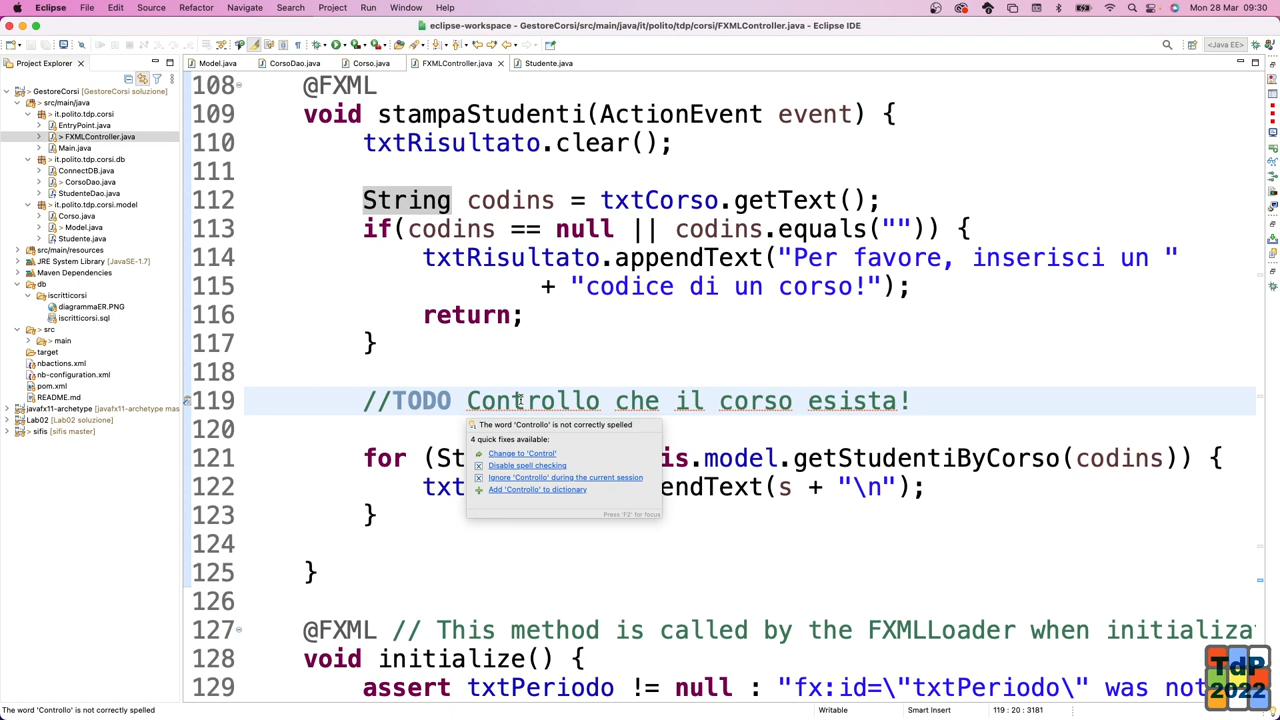 Eclipse File Edit Source Refactor Navigate Search Project Run Window Help Mon 28 Mar 09:30
eclipse-workspace - GestoreCorsi/src/main/java/it/polito/tdp/corsi/FXMLController.java - Eclipse IDE
<Java EE>
Project Explorer
Model.java CorsoDao.java Corso.java FXMLController.java Studente.java
> GestoreCorsi [GestoreCorsi soluzione]
> src/main/java
> it.polito.tdp.corsi
EntryPoint.java
> FXMLController.java
Main.java
> it.polito.tdp.corsi.db
ConnectDB.java
> CorsoDao.java
StudenteDao.java
> it.polito.tdp.corsi.model
Corso.java
> Model.java
Studente.java
src/main/resources
JRE System Library [JavaSE-1.7]
Maven Dependencies
db
iscritticorsi
diagrammaER.PNG
iscritticorsi.sql
> src
main
target
nbactions.xml
nb-configuration.xml
pom.xml
README.md
javafx11-archetype [javafx11-archetype mas
Lab02 [Lab02 soluzione]
> sifis [sifis master]
108 @FXML
109 void stampaStudenti(ActionEvent event) {
110 txtRisultato.clear();
111
112 String codins = txtCorso.getText();
113 if(codins == null || codins.equals("")) {
114 txtRisultato.appendText("Per favore, inserisci un "
115 + "codice di un corso!");
116 return;
117 }
118
119 //TODO Controllo che il corso esista!
120
The word 'Controllo' is not correctly spelled
4 quick fixes available:
Change to 'Control'
Disable spell checking
Ignore 'Controllo' during the current session
Add 'Controllo' to dictionary
Press 'F2' for focus
121 for (St is.model.getStudentiByCorso(codins)) {
122 txt endText(s + "\n");
123 }
124
125 }
126
127 @FXML // This method is called by the FXMLLoader when initializa
128 void initialize() {
129 assert txtPeriodo != null : "fx:id=\"txtPeriodo\" was not
TdP
2022
The word 'Controllo' is not correctly spelled Writable Smart Insert 119 : 20 : 3181